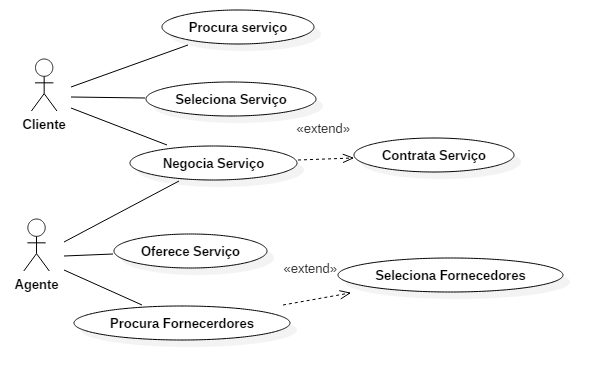 Procura serviço
Seleciona Serviço
Cliente
«extend»
Negocia Serviço
Contrata Serviço
Oferece Serviço
Agente
«extend»
Seleciona Fornecedores
Procura Fornecerdores